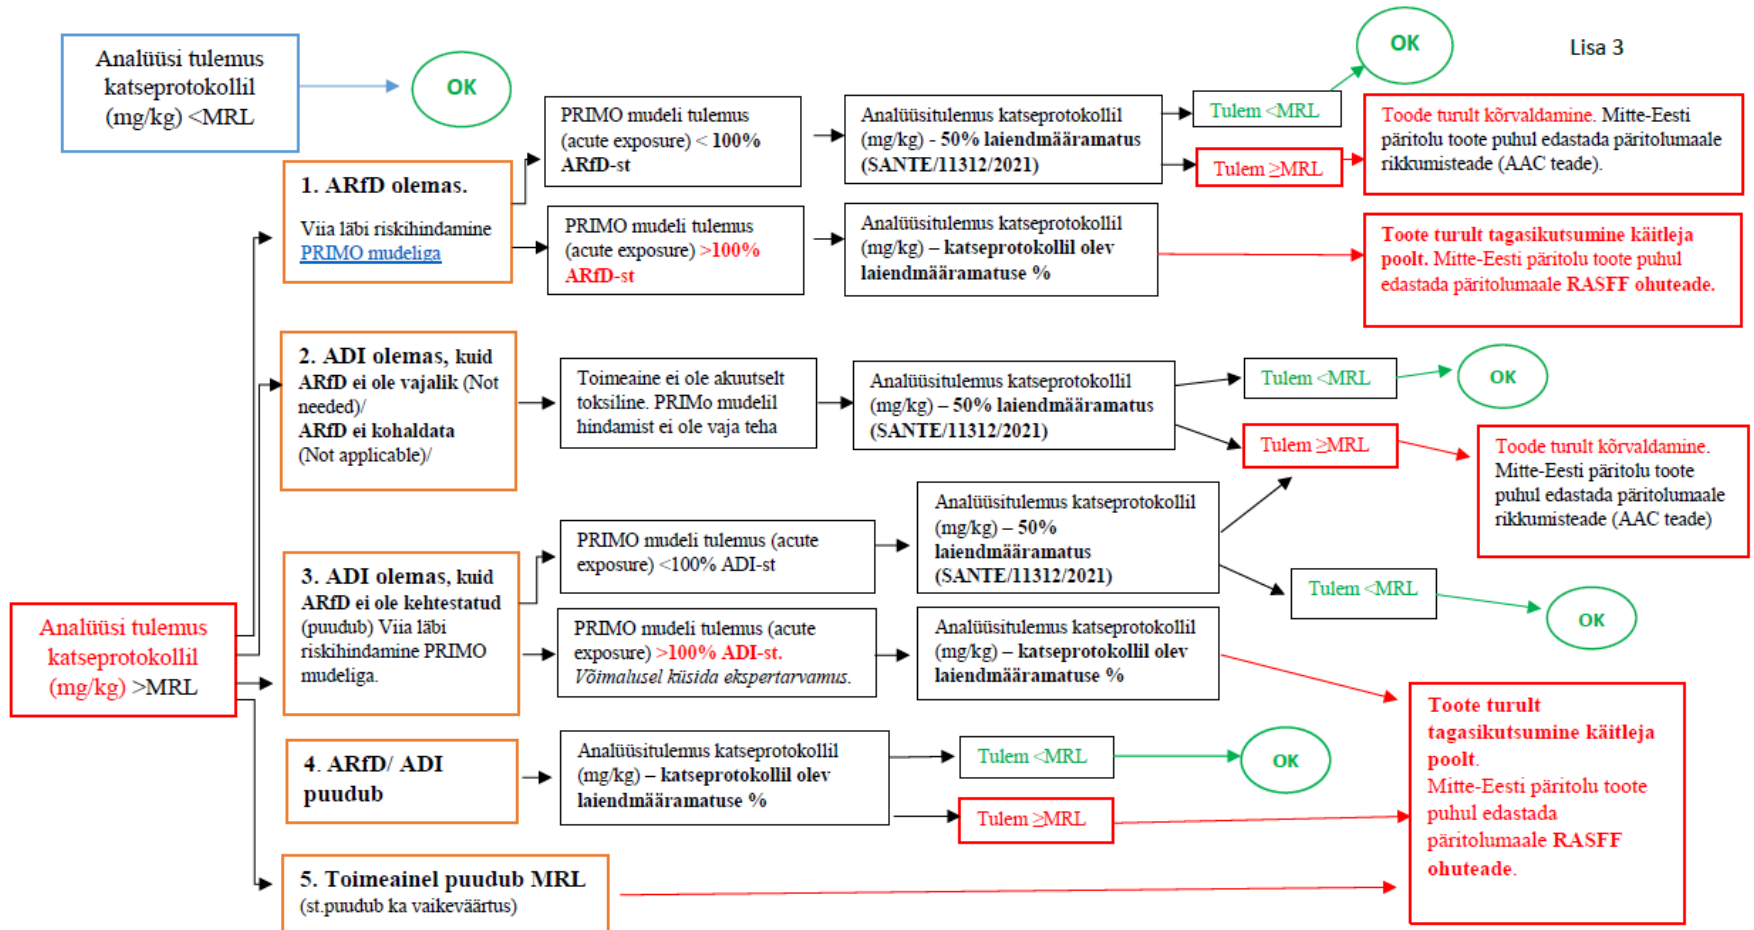 Lisa 3
Analüüsi tulemus
katseprotokollil
(mg/kg) <MRL
OK
PRIMO mudeli tulemus
(acute exposure) < 100%
ARfD-st
Analüüsitulemus katseprotokollil
(mg/kg) - 50% laiendmääramatus
(SANTE/11312/2021)
Tulem <MRL
OK
Tulem ≥MRL
Toode turult kõrvaldamine. Mitte-Eesti
päritolu toote puhul edastada päritolumaale
rikkumisteade (AAC teade).
1. ARfD olemas.
Viia läbi riskihindamine
PRIMO mudeliga
PRIMO mudeli tulemus
(acute exposure) >100%
ARfD-st
Analüüsitulemus katseprotokollil
(mg/kg) – katseprotokollil olev
laiendmääramatuse %
Toote turult tagasikutsumine käitleja
poolt. Mitte-Eesti päritolu toote puhul
edastada päritolumaale RASFF ohuteade.
2. ADI olemas, kuid
ARfD ei ole vajalik (Not
needed)/
ARfD ei kohaldata
(Not applicable)/
Toimeaine ei ole akuutselt
toksiline. PRIMo mudelil
hindamist ei ole vaja teha
Analüüsitulemus katseprotokollil
(mg/kg) – 50% laiendmääramatus
(SANTE/11312/2021)
Tulem <MRL
OK
Tulem ≥MRL
Toode turult kõrvaldamine.
Mitte-Eesti päritolu toote
puhul edastada päritolumaale
rikkumisteade (AAC teade)
Analüüsi tulemus
katseprotokollil
(mg/kg) >MRL
3. ADI olemas, kuid
ARfD ei ole kehtestatud
(puudub) Viia läbi
riskihindamine PRIMO
mudeliga.
PRIMO mudeli tulemus (acute
exposure) <100% ADI-st
Analüüsitulemus katseprotokollil
(mg/kg) – 50%
laiendmääramatus
(SANTE/11312/2021)
Tulem <MRL
OK
PRIMO mudeli tulemus (acute
exposure) >100% ADI-st.
Võimalusel küsida ekspertarvamus.
Analüüsitulemus katseprotokollil
(mg/kg) – katseprotokollil olev
laiendmääramatuse %
4. ARfD/ ADI
puudub
Analüüsitulemus katseprotokollil
(mg/kg) – katseprotokollil olev
laiendmääramatuse %
Tulem <MRL
OK
Tulem ≥MRL
Toote turult
tagasikutsumine käitleja
poolt.
Mitte-Eesti päritolu toote
puhul edastada
päritolumaale RASFF
ohuteade.
5. Toimeainel puudub MRL
(st.puudub ka vaikeväärtus)